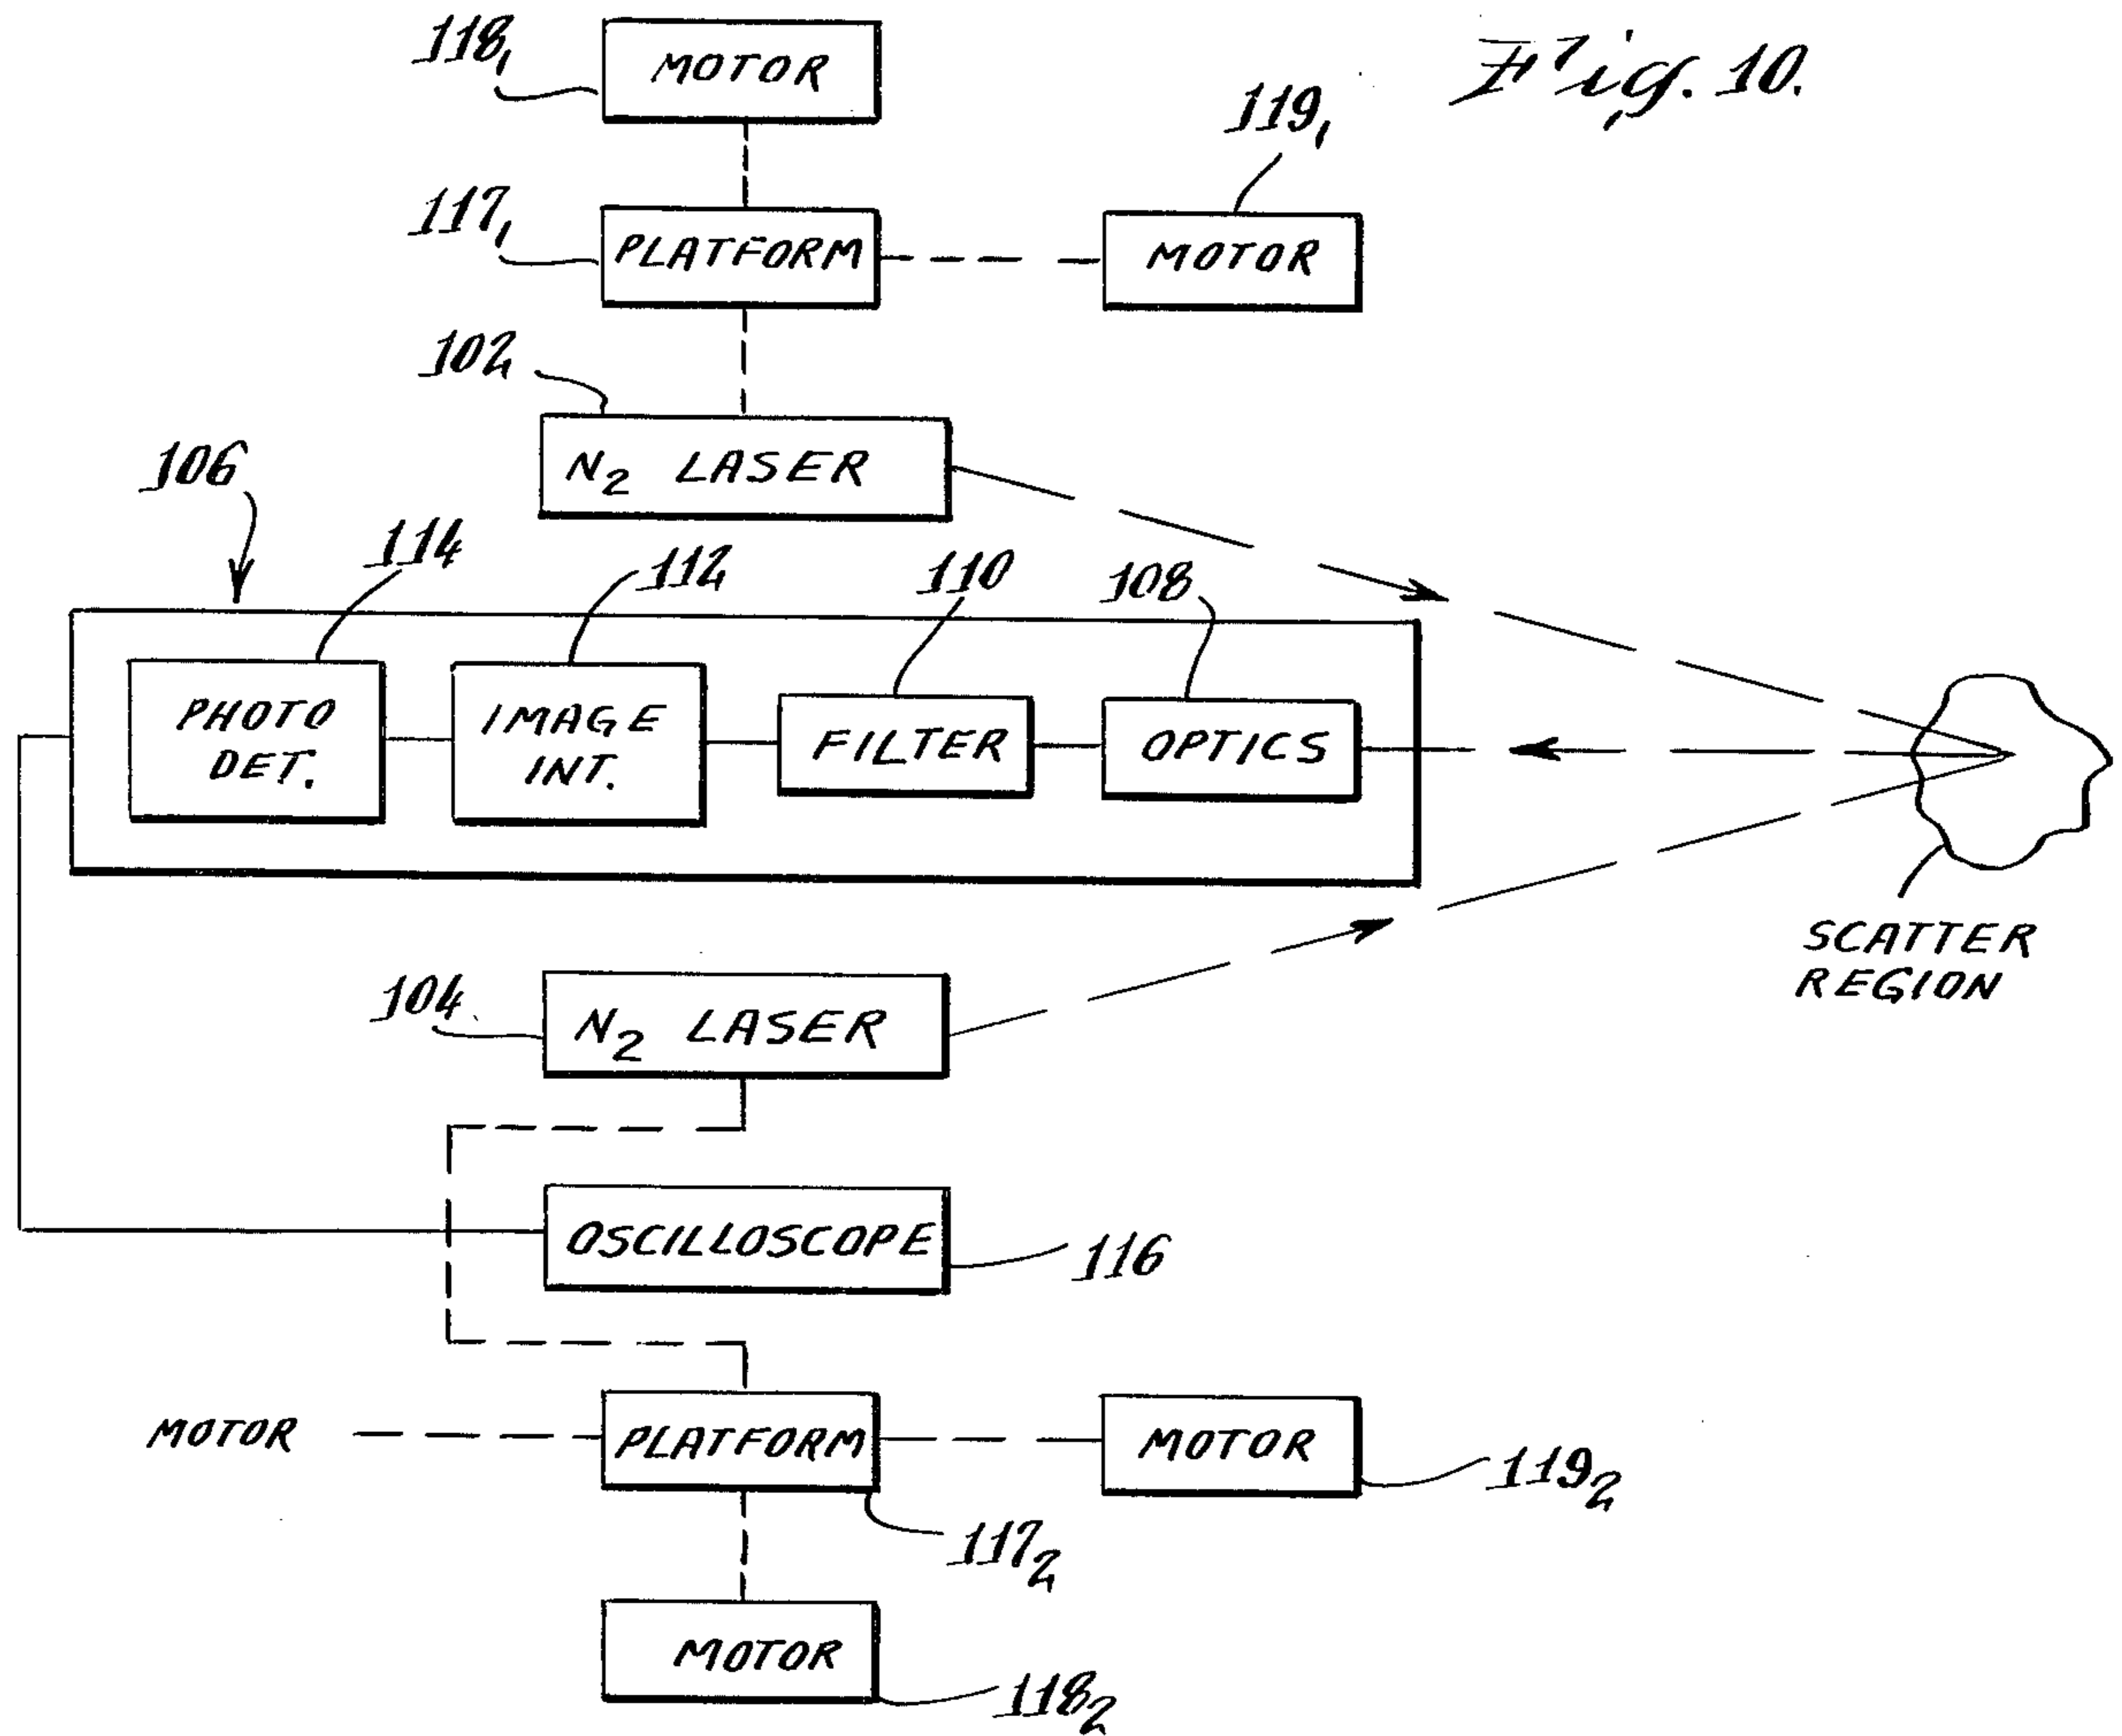 Fig. 10.
118₁
MOTOR
119₁
117₁
PLATFORM
MOTOR
102
N₂ LASER
106
114
112
110
108
PHOTO
DET.
IMAGE
INT.
FILTER
OPTICS
SCATTER
REGION
104
N₂ LASER
OSCILLOSCOPE
116
MOTOR
PLATFORM
MOTOR
119₂
117₂
MOTOR
118₂